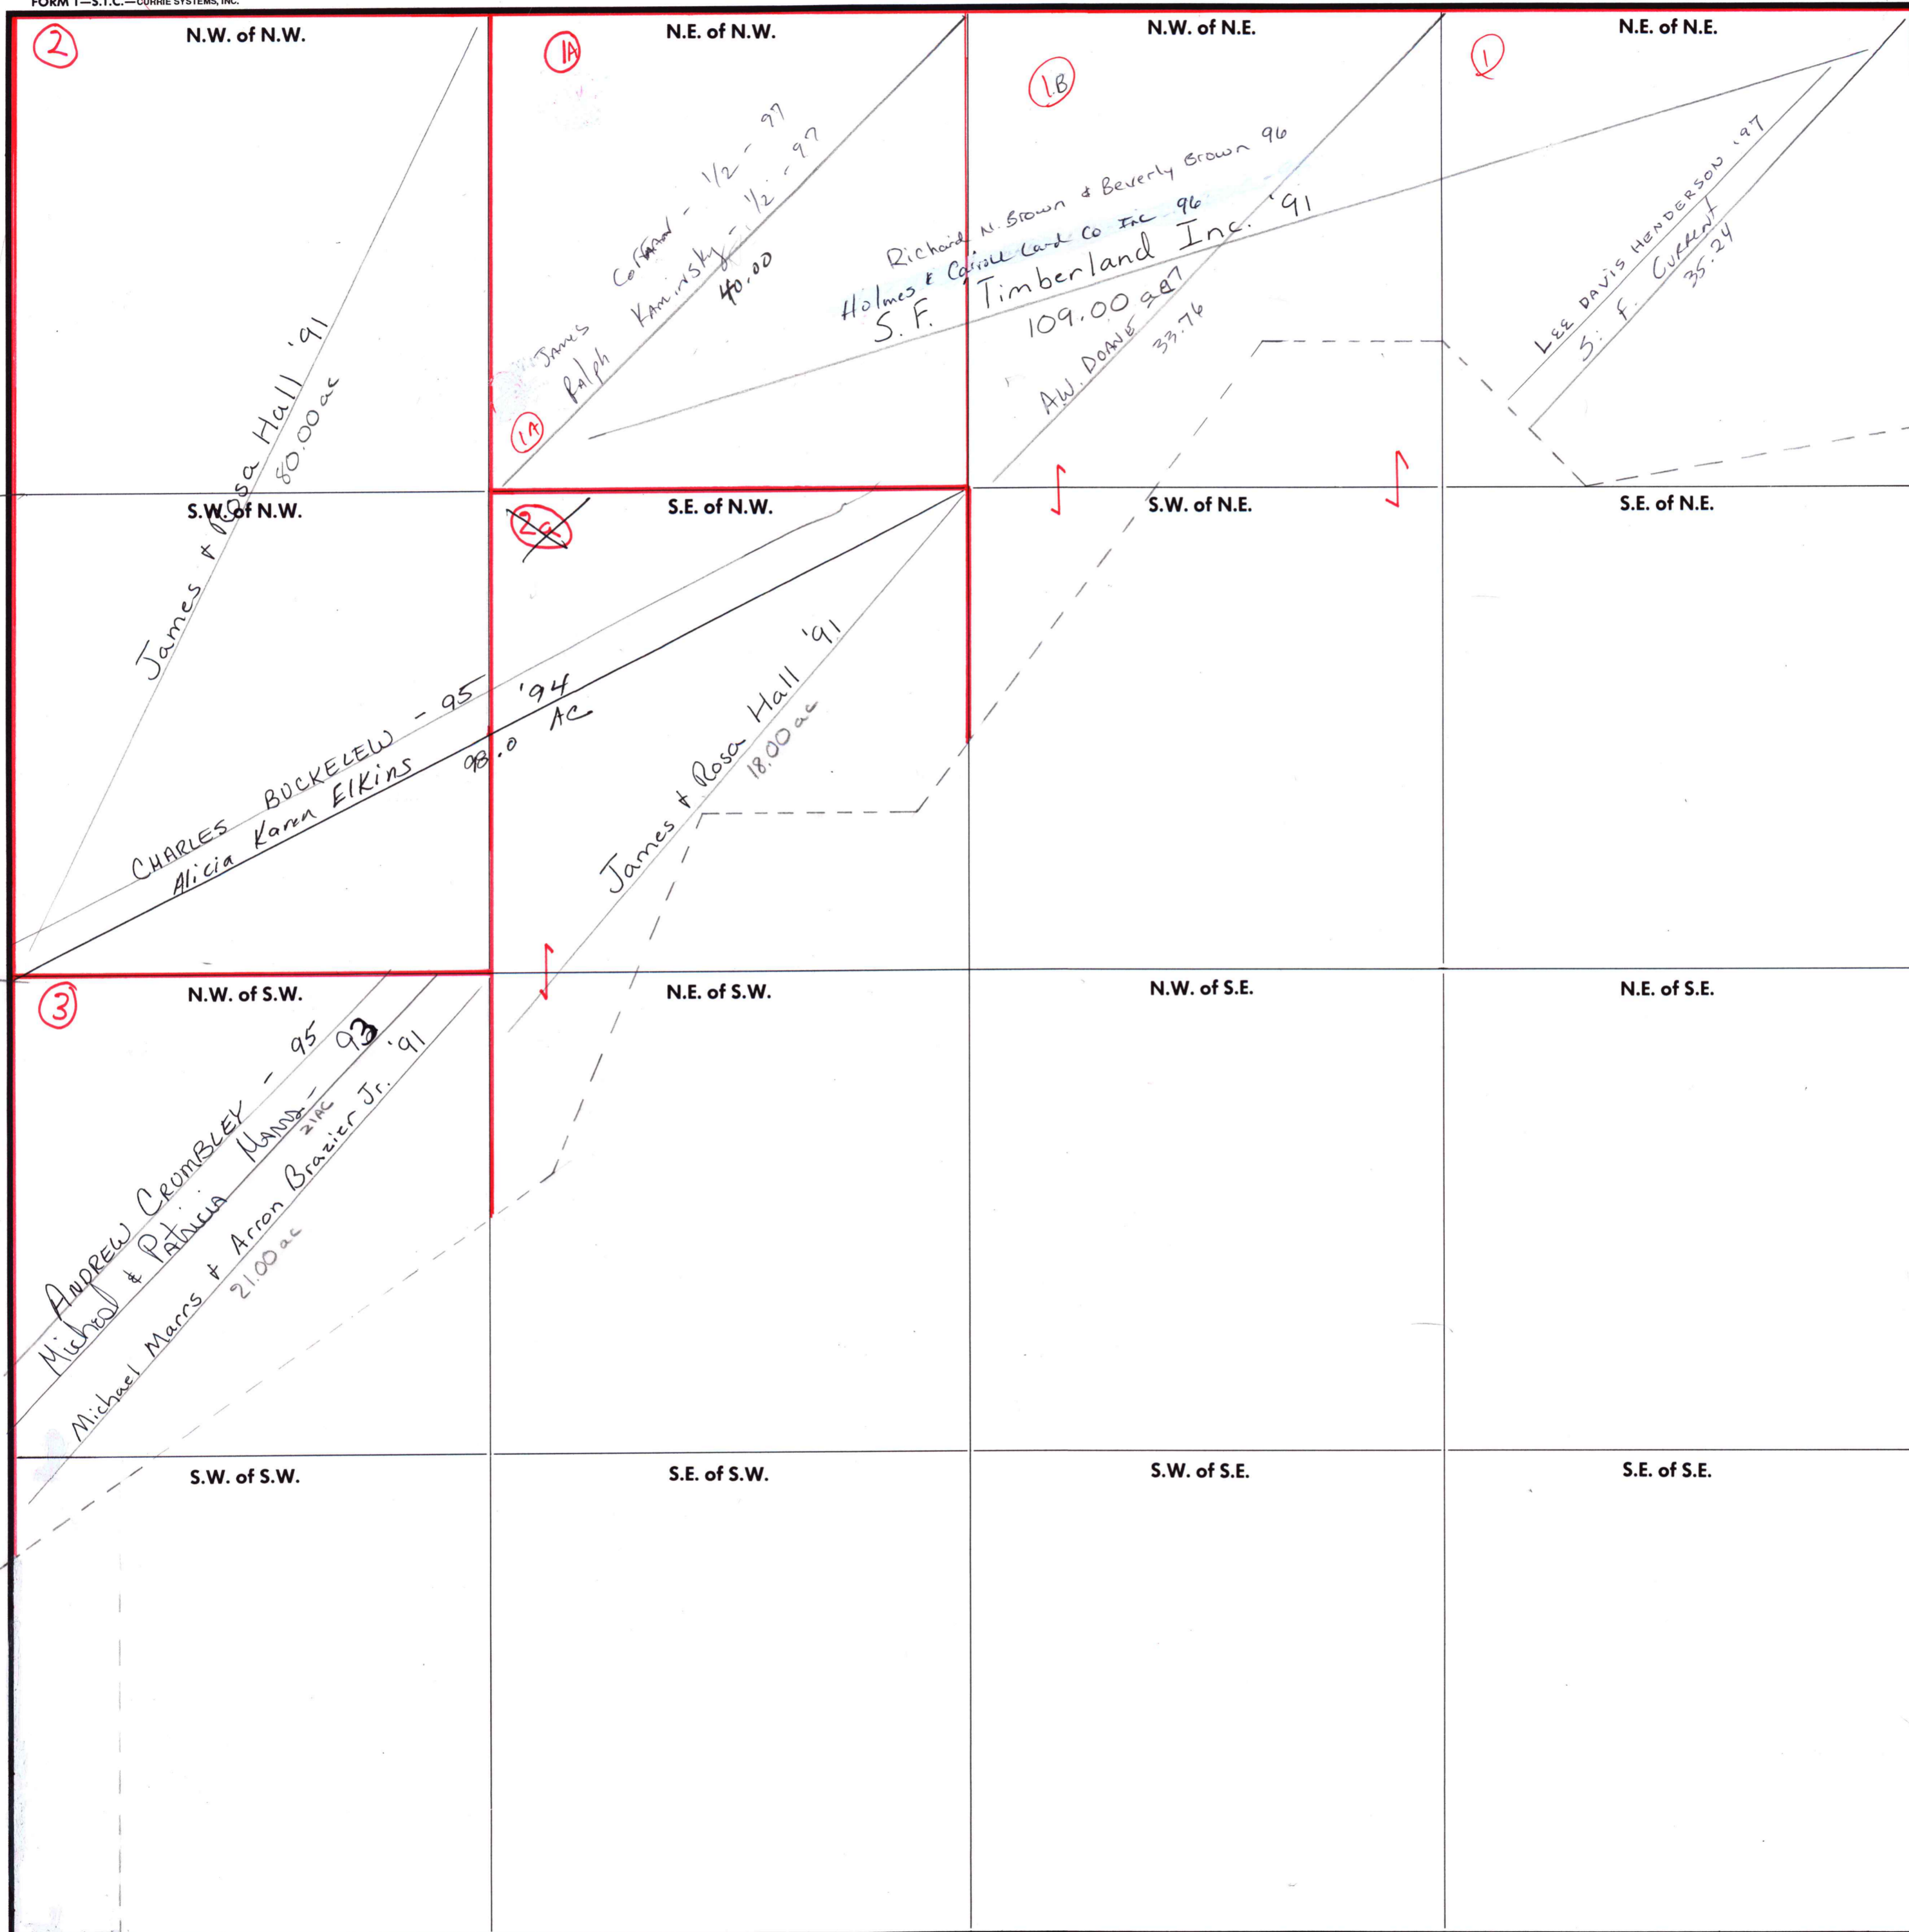 FORM 1—S.T.C.—CURRIE SYSTEMS, INC.
N.W. of N.W.
N.E. of N.W.
N.W. of N.E.
N.E. of N.E.
2
1A
1.B
1
James & Rosa Hall '91
80.00 ac
James - 1/2 - 97
Ralph Kaminsky - 1/2 - 97
40.00
1A
Richard N. Brown & Beverly Brown 96
Holmes & Carroll Land Co Inc 96
S.F. Timberland Inc. '91
109.00 ac
A.W. DOANE 97
33.76
LEE DAVIS HENDERSON '97
S. F. CURRENT
35.24
S.W. of N.W.
S.E. of N.W.
S.W. of N.E.
S.E. of N.E.
2a
CHARLES BUCKELEW - 95
Alicia Karen Elkins '94
98.0 AC
James & Rosa Hall '91
18.00 ac
N.W. of S.W.
N.E. of S.W.
N.W. of S.E.
N.E. of S.E.
3
ANDREW CRUMBLEY - 95
Michael & Patricia - 93
21 AC
Michael Marrs & Arron Brazier Jr. '91
21.00 ac
S.W. of S.W.
S.E. of S.W.
S.W. of S.E.
S.E. of S.E.